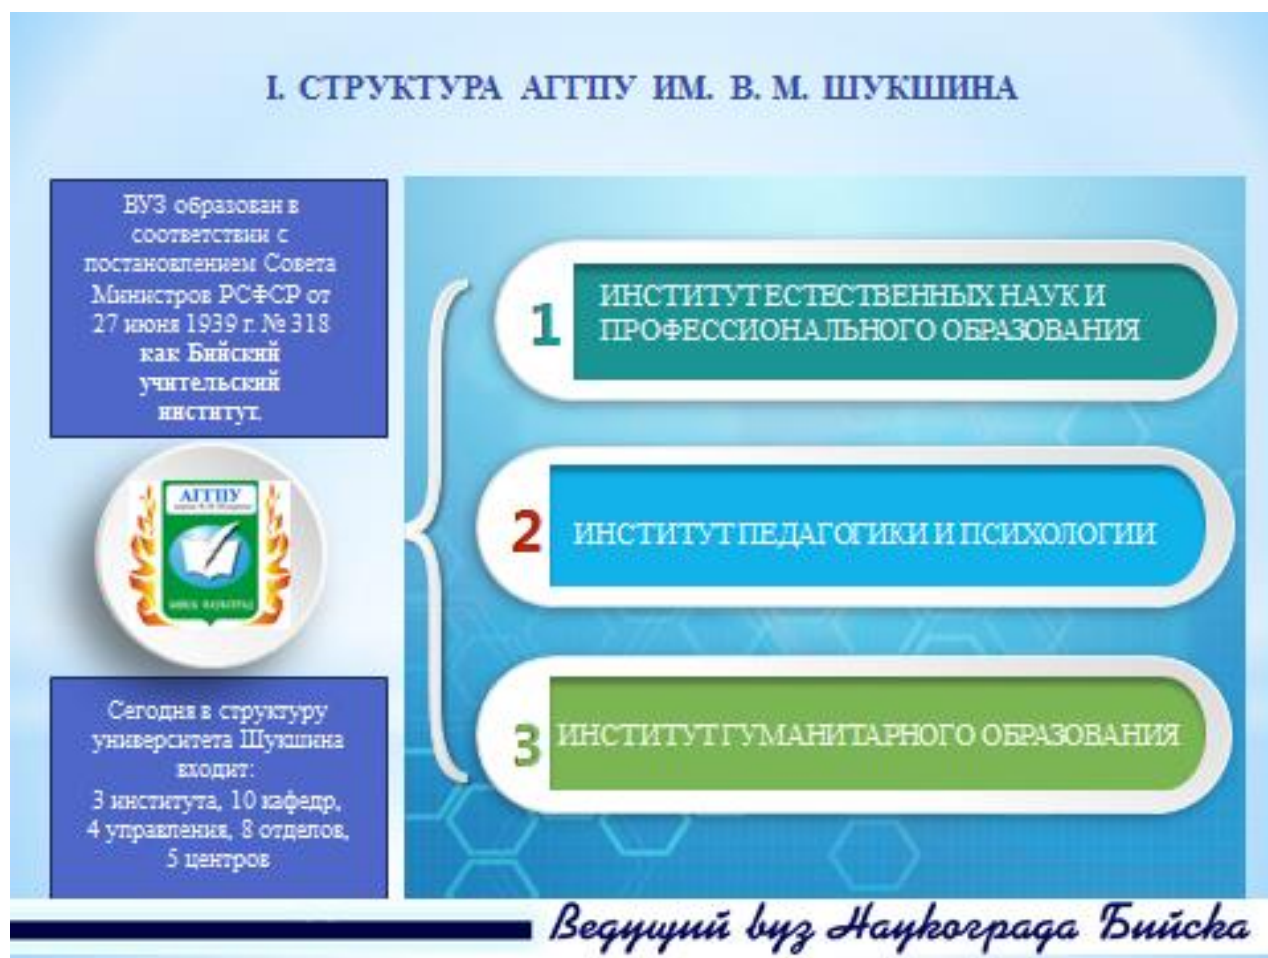 I. СТРУКТУРА АГГПУ ИМ. В. М. ШУКШИНА
ВУЗ образован в
соответствии с
постановлением Совета
Министров РСФСР от
27 июня 1939 г. № 318
как Бийский
учительский
институт.
АГГПУ
Сегодня в структуру
университета Шукшина
входит:
3 института, 10 кафедр,
4 управления, 8 отделов,
5 центров
1
ИНСТИТУТ ЕСТЕСТВЕННЫХ НАУК И
ПРОФЕССИОНАЛЬНОГО ОБРАЗОВАНИЯ
2
ИНСТИТУТ ПЕДАГОГИКИ И ПСИХОЛОГИИ
3
ИНСТИТУТ ГУМАНИТАРНОГО ОБРАЗОВАНИЯ
Ведущий вуз Наукограда Бийска